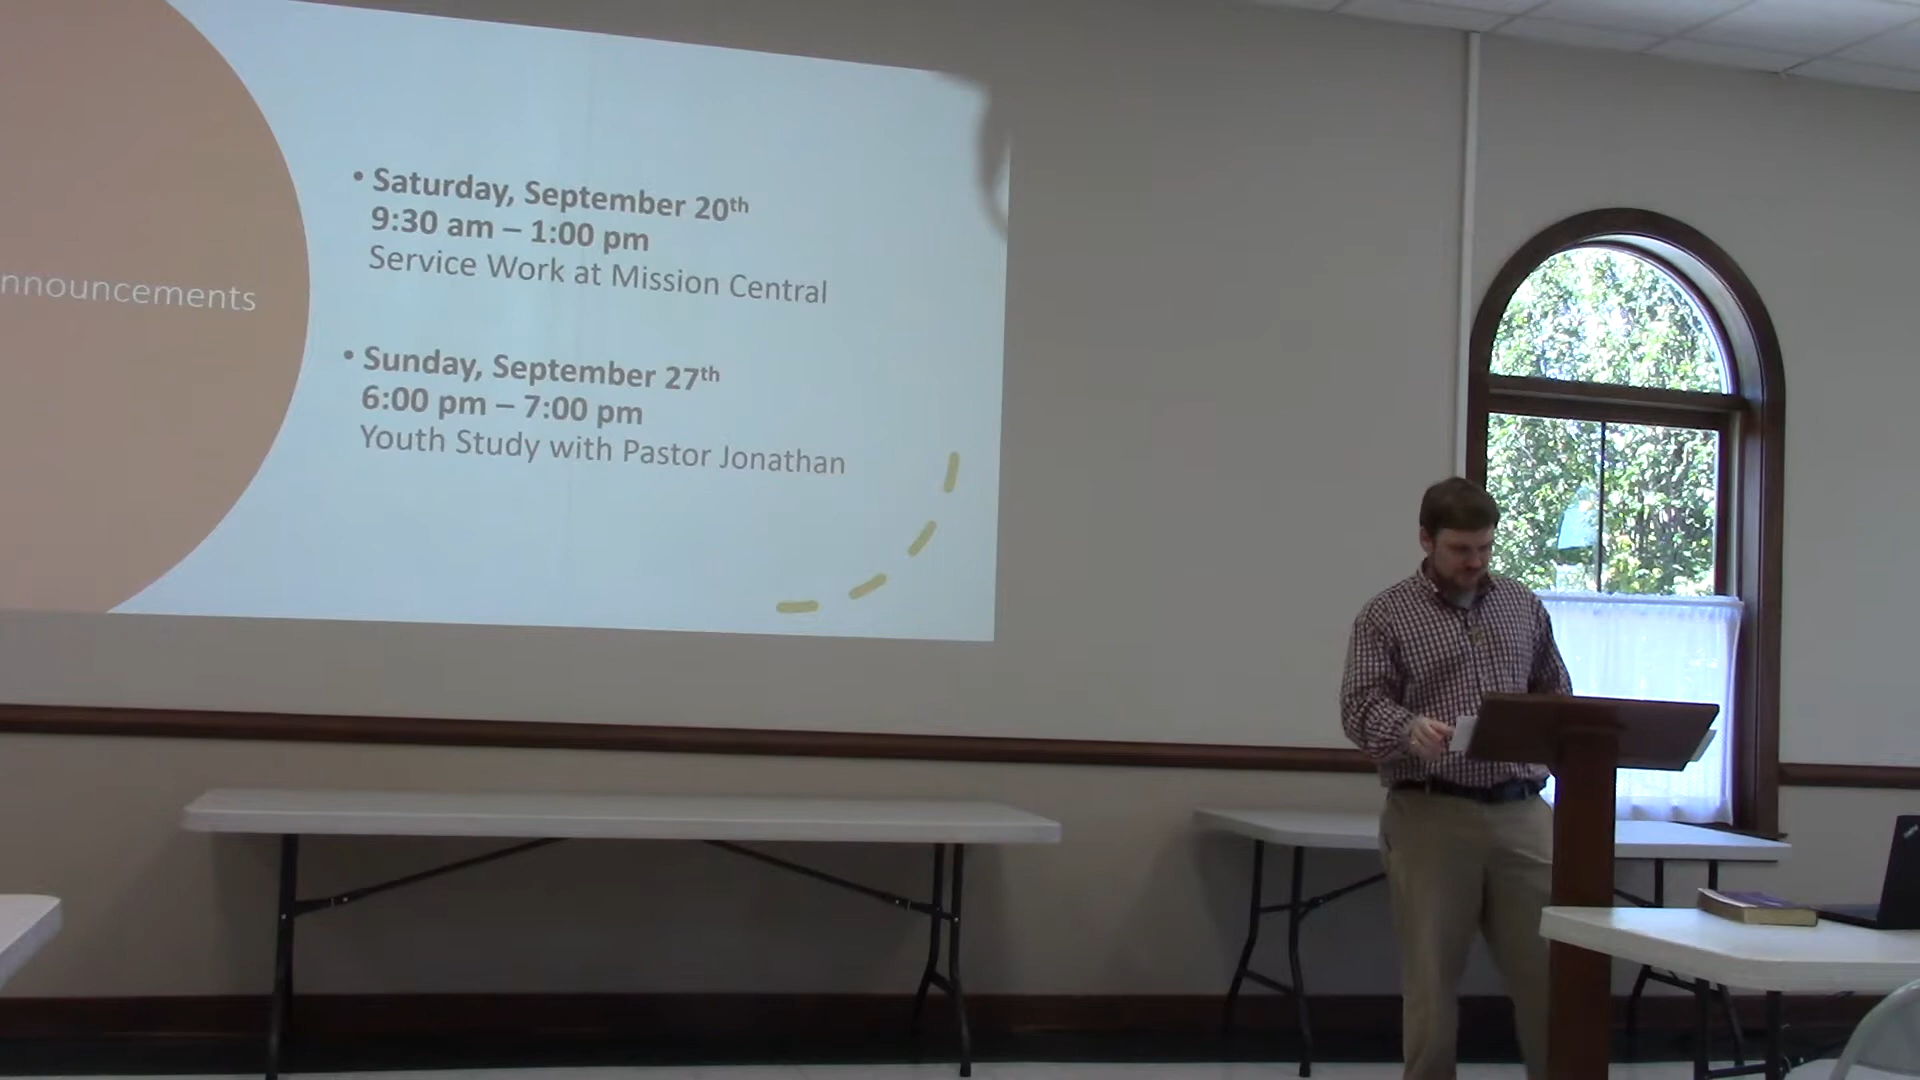 nnouncements
• Saturday, September 20th
9:30 am – 1:00 pm
Service Work at Mission Central
• Sunday, September 27th
6:00 pm – 7:00 pm
Youth Study with Pastor Jonathan